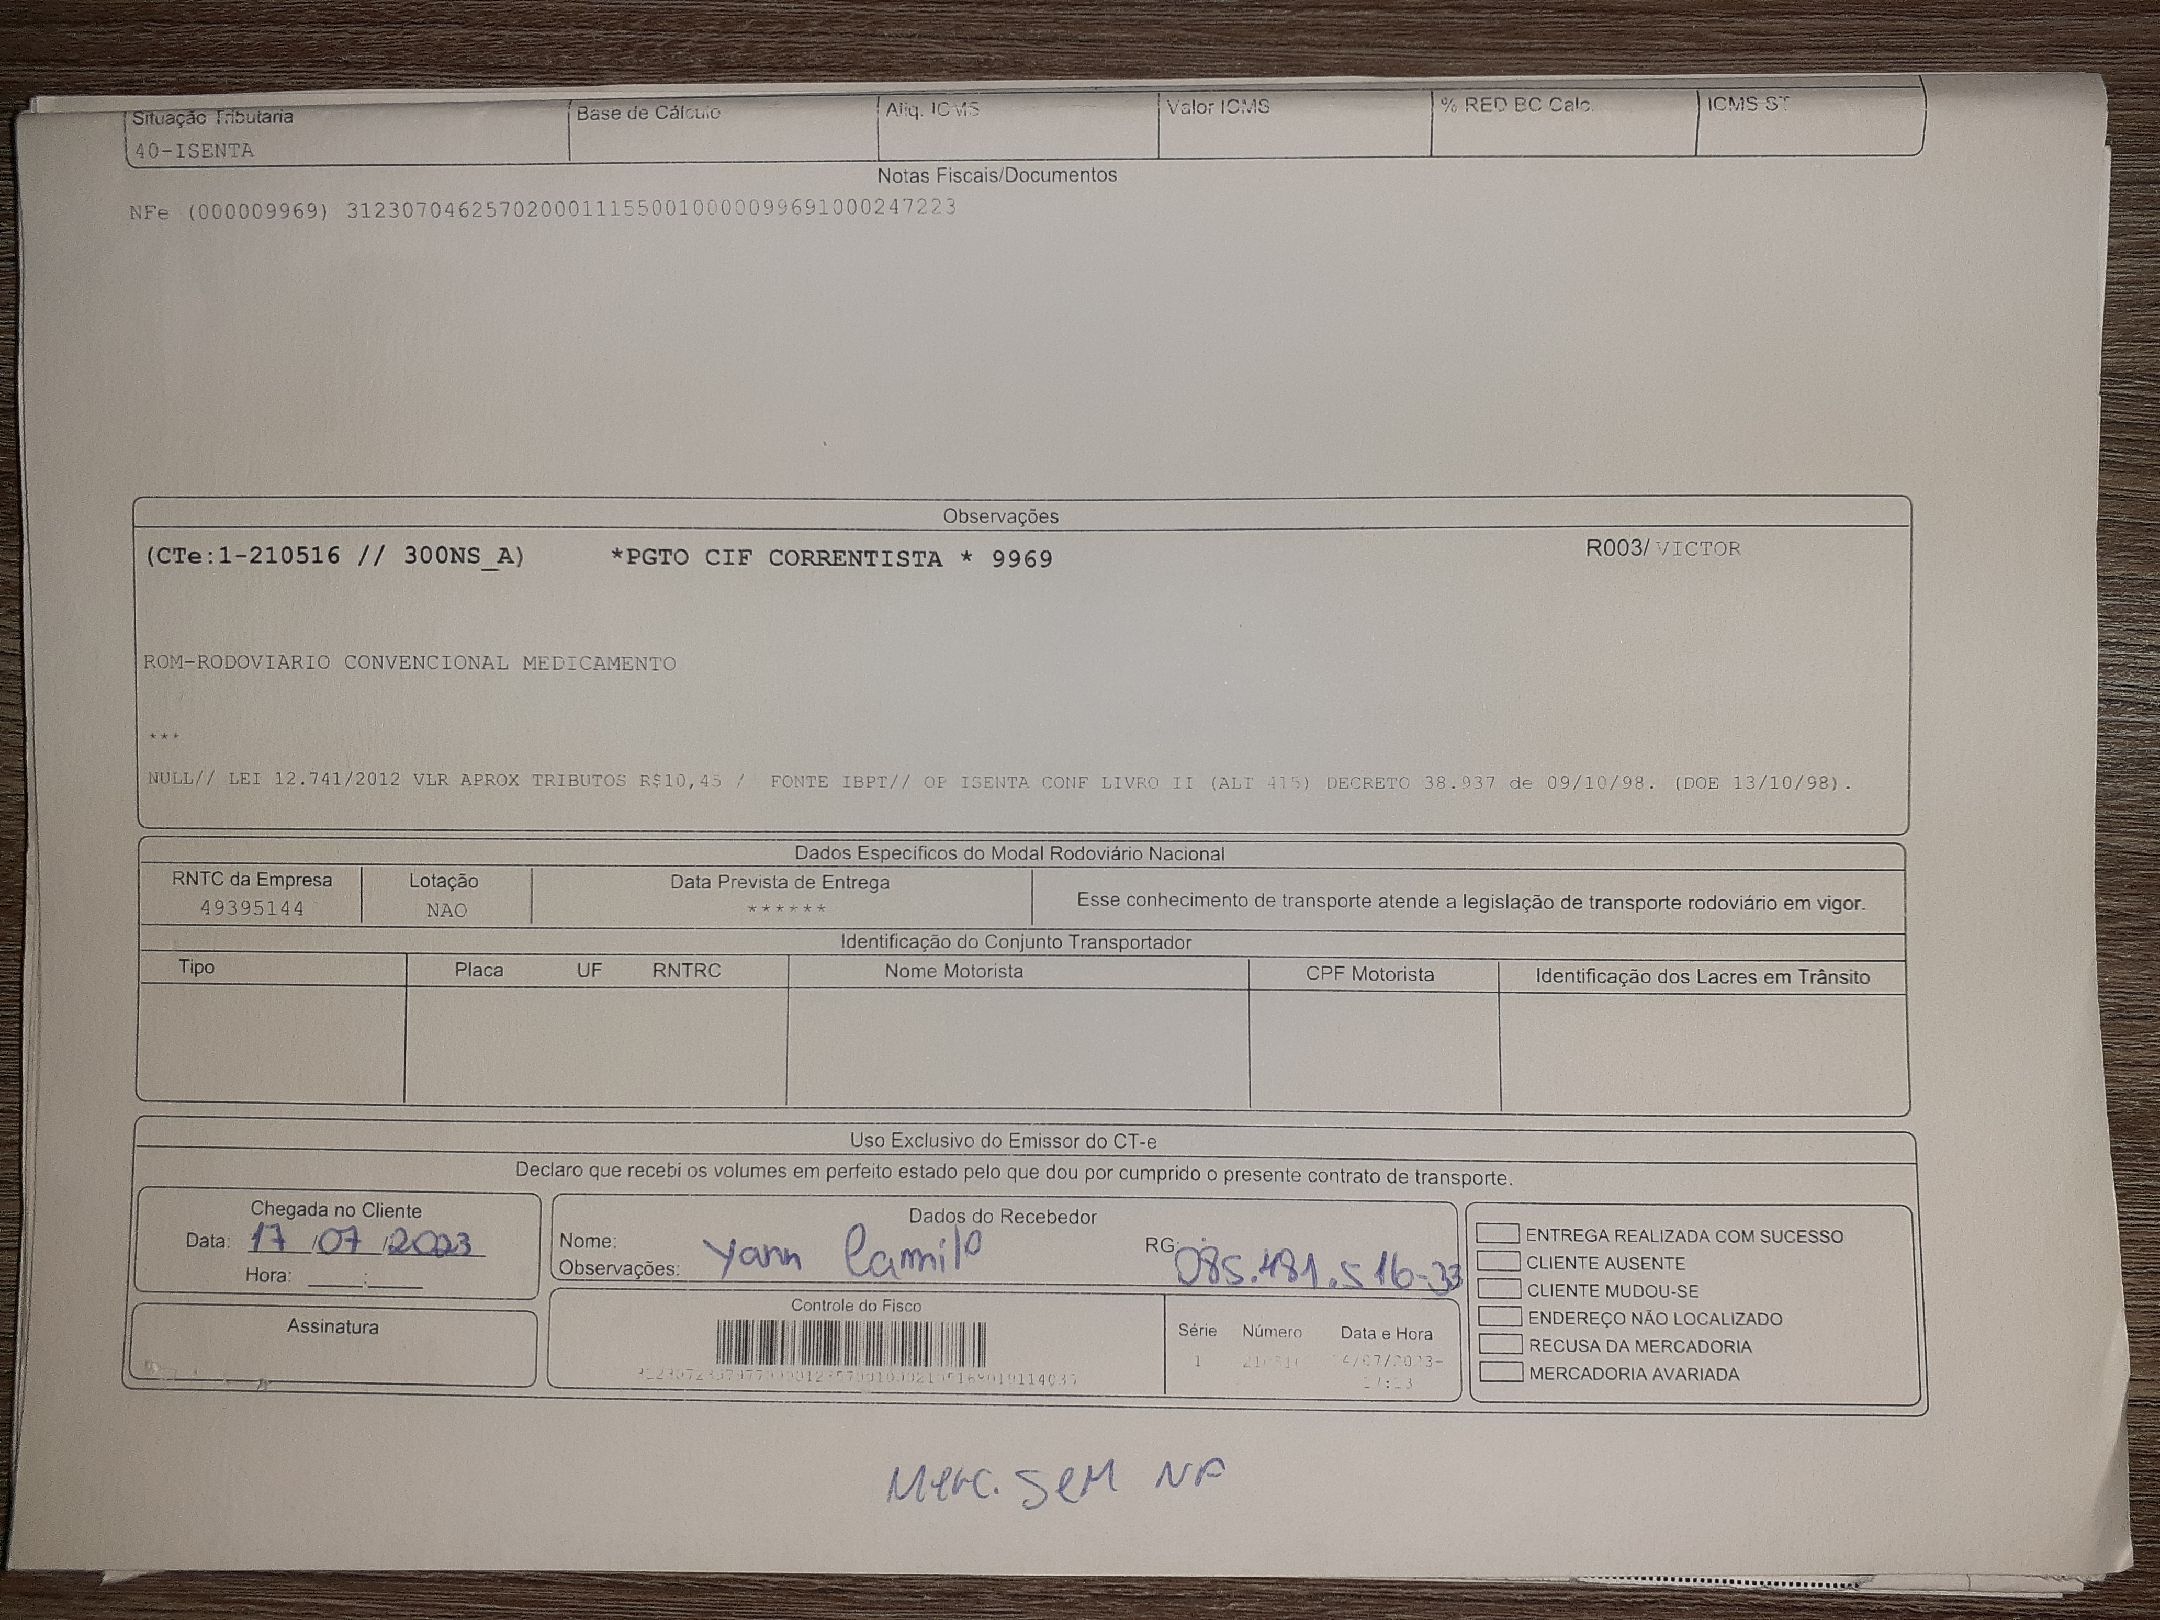 Situação Tributaria Base de Cálculo Aliq. ICMS Valor ICMS % RED BC Calc. ICMS ST
40-ISENTA
Notas Fiscais/Documentos
NFe (000009969) 31230704625702000111550010000099691000247223
Observações
(CTe:1-210516 // 300NS_A) *PGTO CIF CORRENTISTA * 9969 R003/ VICTOR
ROM-RODOVIARIO CONVENCIONAL MEDICAMENTO
***
NULL// LEI 12.741/2012 VLR APROX TRIBUTOS R$10,45 / FONTE IBPT// OP ISENTA CONF LIVRO II (ALT 415) DECRETO 38.937 de 09/10/98. (DOE 13/10/98).
Dados Específicos do Modal Rodoviário Nacional
RNTC da Empresa Lotação Data Prevista de Entrega Esse conhecimento de transporte atende a legislação de transporte rodoviário em vigor.
49395144 NAO ******
Identificação do Conjunto Transportador
Tipo Placa UF RNTRC Nome Motorista CPF Motorista Identificação dos Lacres em Trânsito
Uso Exclusivo do Emissor do CT-e
Declaro que recebi os volumes em perfeito estado pelo que dou por cumprido o presente contrato de transporte.
Chegada no Cliente
Data: 17/07/2023
Hora: ____:____
Assinatura
Dados do Recebedor
Nome: Yann Camilo RG: 085.481.516-33
Observações:
Controle do Fisco
Série Número Data e Hora
1
ENTREGA REALIZADA COM SUCESSO
CLIENTE AUSENTE
CLIENTE MUDOU-SE
ENDEREÇO NÃO LOCALIZADO
RECUSA DA MERCADORIA
MERCADORIA AVARIADA
Merc. SEM NF